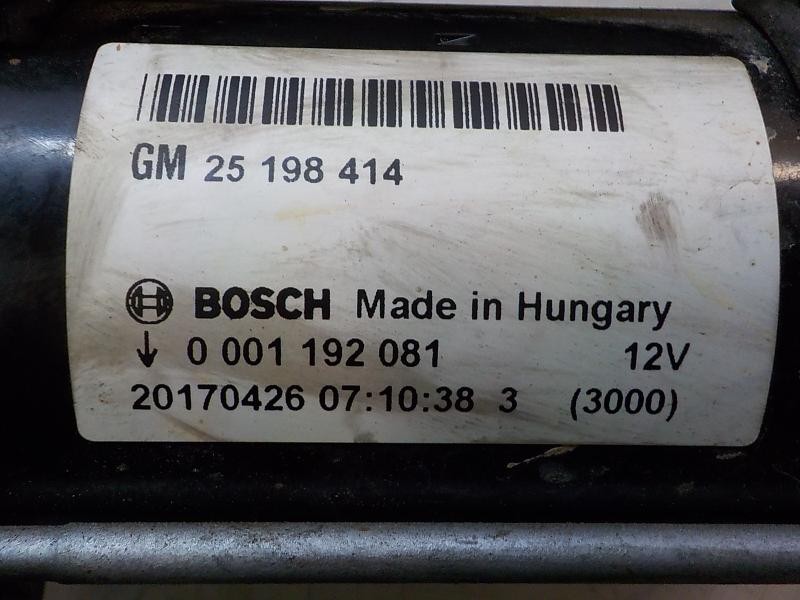 GM 25 198 414
BOSCH Made in Hungary
0 001 192 081 12V
20170426 07:10:38 3 (3000)